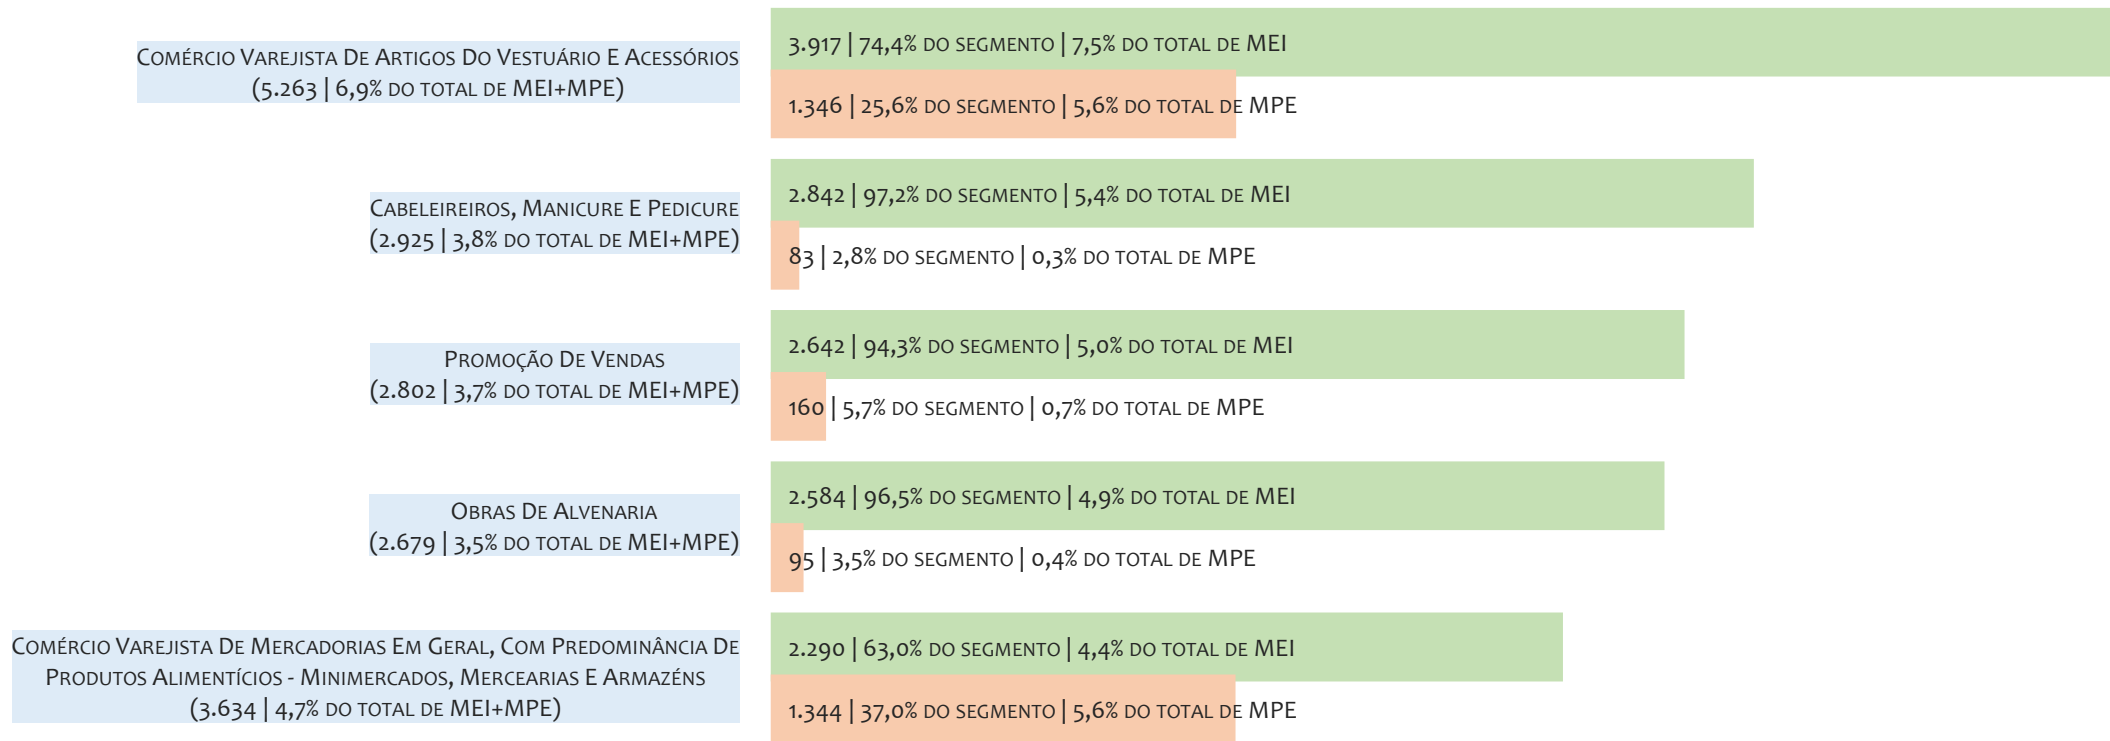 Comércio Varejista De Artigos Do Vestuário E Acessórios
(5.263 | 6,9% do total de MEI+MPE)
3.917 | 74,4% do segmento | 7,5% do total de MEI
1.346 | 25,6% do segmento | 5,6% do total de MPE
Cabeleireiros, Manicure E Pedicure
(2.925 | 3,8% do total de MEI+MPE)
2.842 | 97,2% do segmento | 5,4% do total de MEI
83 | 2,8% do segmento | 0,3% do total de MPE
Promoção De Vendas
(2.802 | 3,7% do total de MEI+MPE)
2.642 | 94,3% do segmento | 5,0% do total de MEI
160 | 5,7% do segmento | 0,7% do total de MPE
Obras De Alvenaria
(2.679 | 3,5% do total de MEI+MPE)
2.584 | 96,5% do segmento | 4,9% do total de MEI
95 | 3,5% do segmento | 0,4% do total de MPE
Comércio Varejista De Mercadorias Em Geral, Com Predominância De
Produtos Alimentícios - Minimercados, Mercearias E Armazéns
(3.634 | 4,7% do total de MEI+MPE)
2.290 | 63,0% do segmento | 4,4% do total de MEI
1.344 | 37,0% do segmento | 5,6% do total de MPE